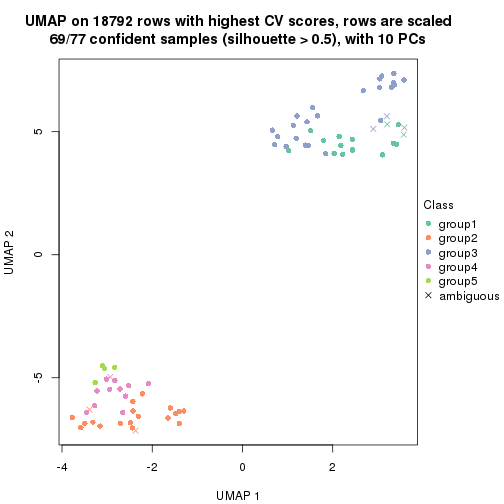 UMAP on 18792 rows with highest CV scores, rows are scaled
69/77 confident samples (silhouette > 0.5), with 10 PCs
5
0
-5
UMAP 2
-4
-2
0
2
UMAP 1
Class
group1
group2
group3
group4
group5
ambiguous